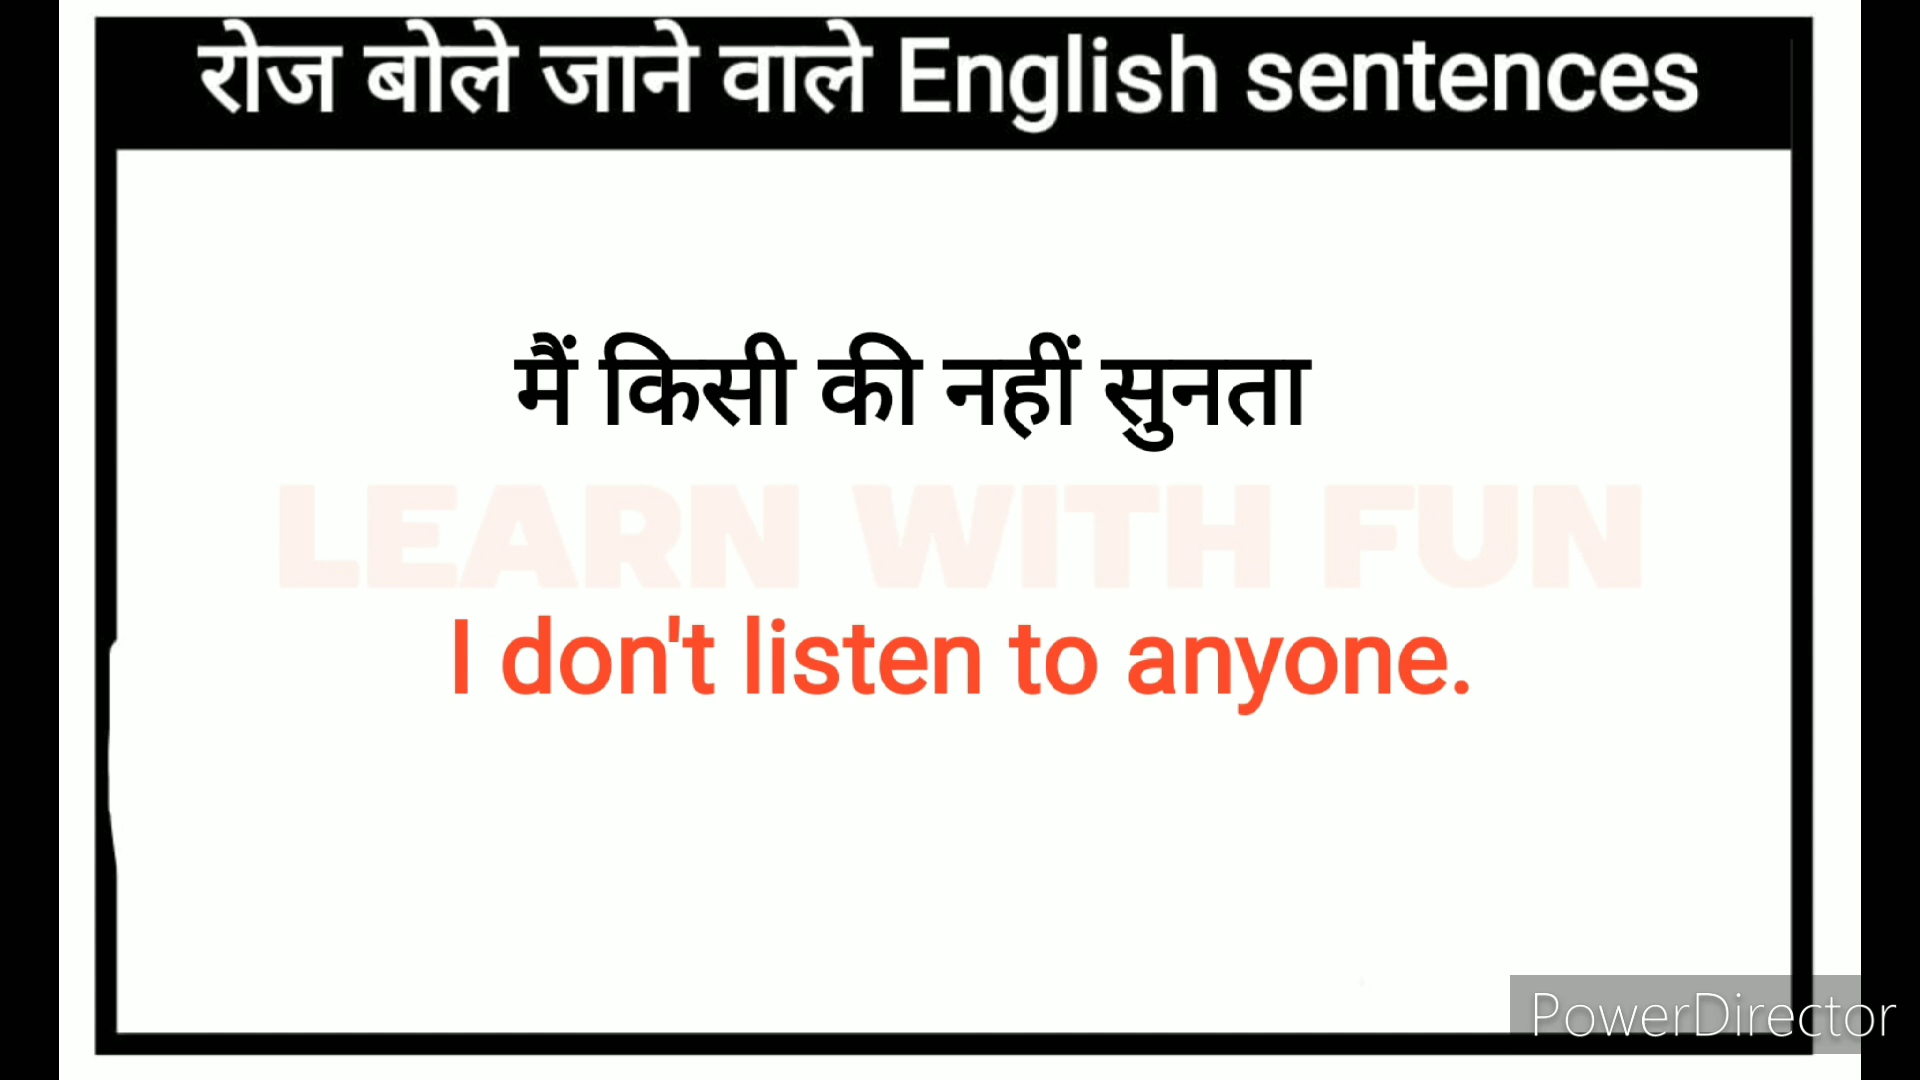 रोज बोले जाने वाले English sentences
मैं किसी की नहीं सुनता
LEARN WITH FUN
I don't listen to anyone.
PowerDirector